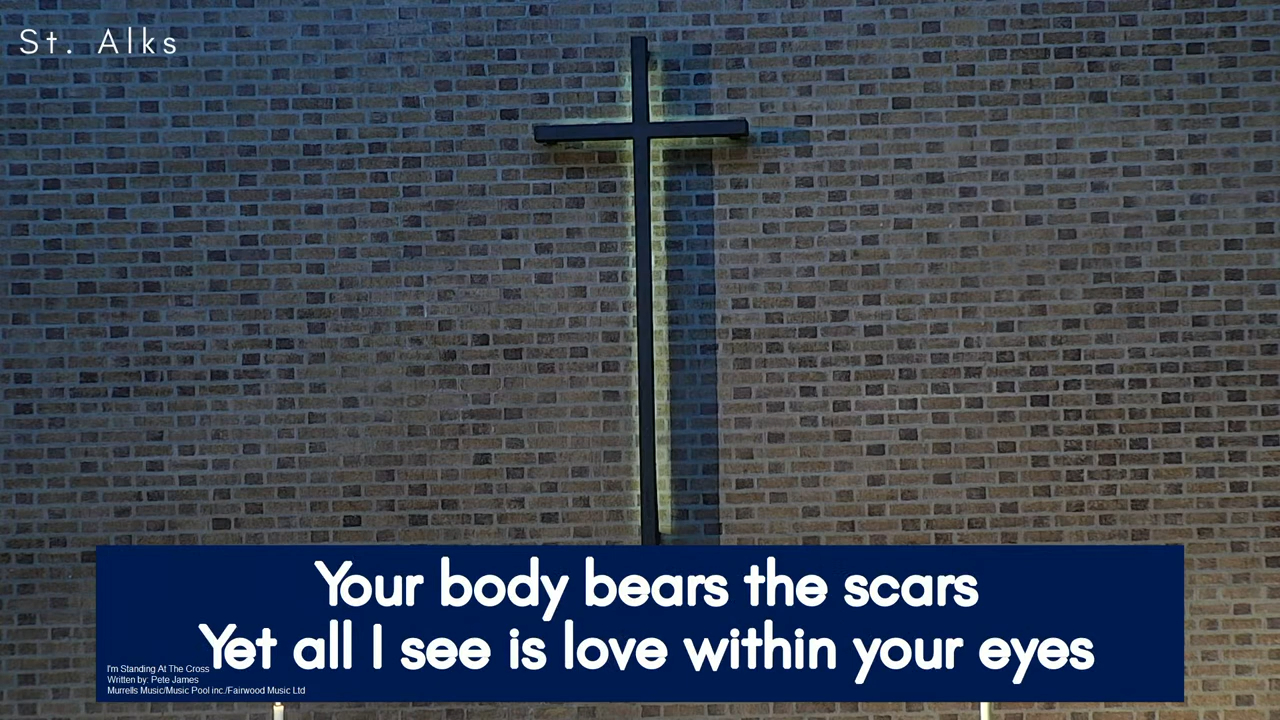 St. Alks
Your body bears the scars
Yet all I see is love within your eyes
I'm Standing At The Cross
Written by: Pete James
Murrells Music/Music Pool inc./Fairwood Music Ltd